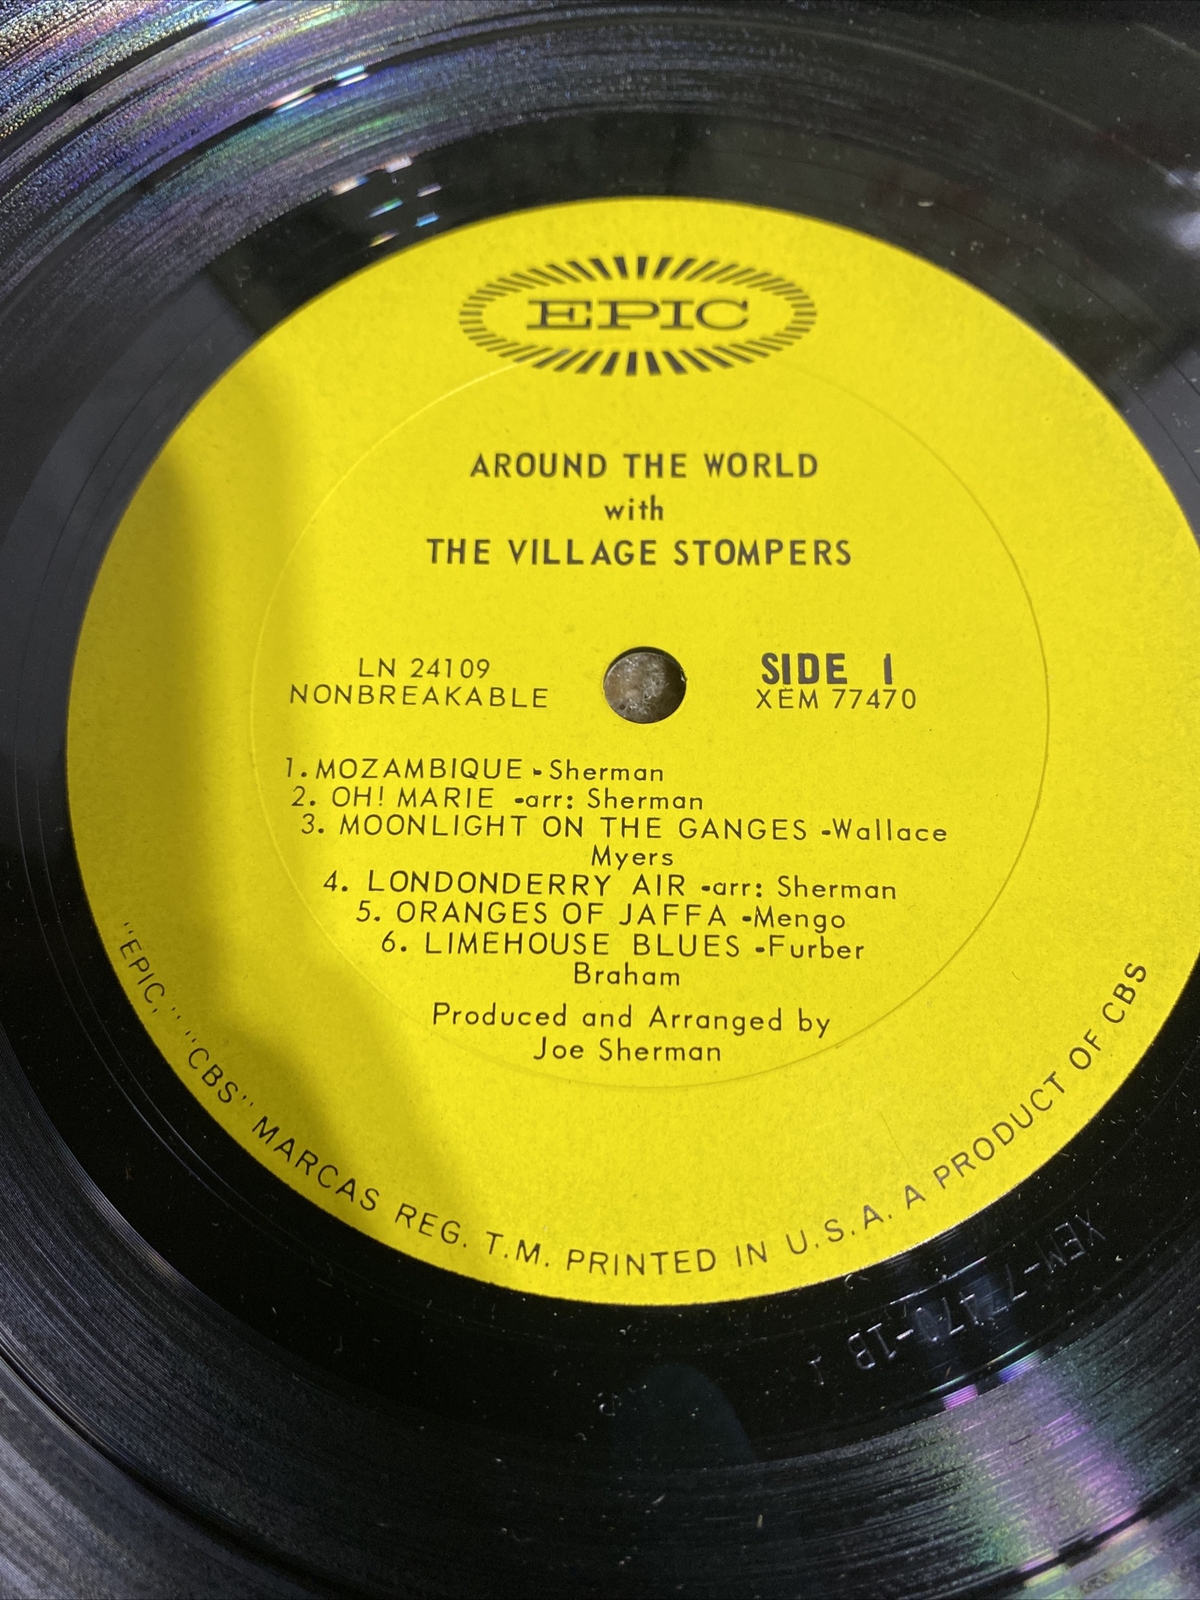 EPIC
AROUND THE WORLD
with
THE VILLAGE STOMPERS
LN 24109
NONBREAKABLE
SIDE 1
XEM 77470
1. MOZAMBIQUE - Sherman
2. OH! MARIE -arr: Sherman
3. MOONLIGHT ON THE GANGES -Wallace
Myers
4. LONDONDERRY AIR -arr: Sherman
5. ORANGES OF JAFFA -Mengo
6. LIMEHOUSE BLUES -Furber
Braham
Produced and Arranged by
Joe Sherman
"EPIC," "CBS" MARCAS REG. T.M. PRINTED IN U.S.A. A PRODUCT OF CBS
XEM-77470-1B